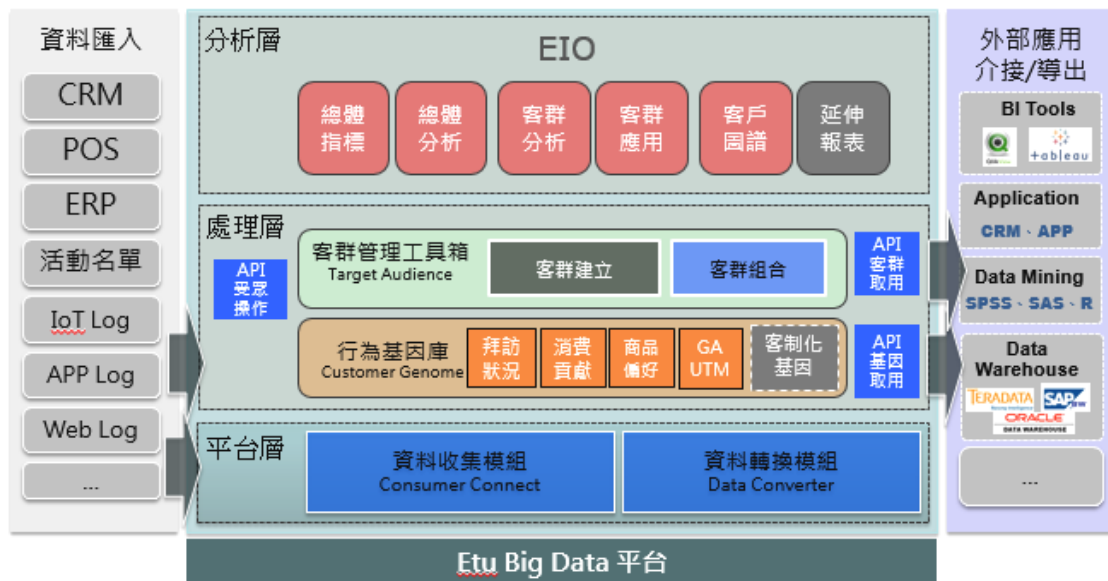 資料匯入
CRM
POS
ERP
活動名單
IoT Log
APP Log
Web Log
...
分析層
EIO
總體
指標
總體
分析
客群
分析
客群
應用
客戶
圖譜
延伸
報表
處理層
API
受眾
操作
客群管理工具箱
Target Audience
客群建立
客群組合
API
客群
取用
行為基因庫
Customer Genome
拜訪
狀況
消費
貢獻
商品
偏好
GA
UTM
客制化
基因
API
基因
取用
平台層
資料收集模組
Consumer Connect
資料轉換模組
Data Converter
Etu Big Data 平台
外部應用
介接/導出
BI Tools
Qlik
+ableau
Application
CRM、APP
Data Mining
SPSS、SAS、R
Data
Warehouse
TERADATA
SAP BW
ORACLE
DATA WAREHOUSE
...